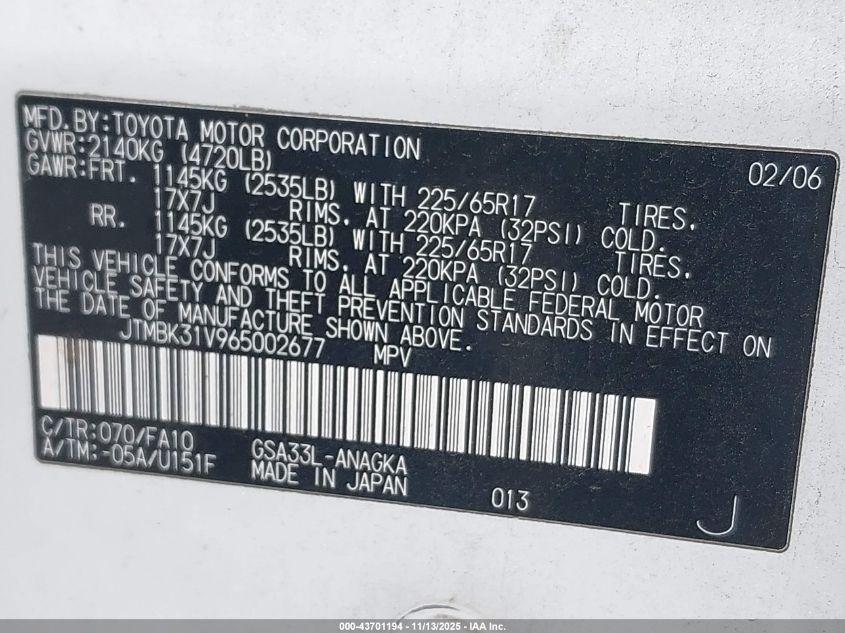 MFD.BY:TOYOTA MOTOR CORPORATION 02/06
GVWR:2140KG (4720LB)
GAWR:FRT. 1145KG (2535LB) WITH 225/65R17 TIRES,
17X7J RIMS, AT 220KPA (32PSI) COLD.
RR. 1145KG (2535LB) WITH 225/65R17 TIRES,
17X7J RIMS, AT 220KPA (32PSI) COLD.
THIS VEHICLE CONFORMS TO ALL APPLICABLE FEDERAL MOTOR
VEHICLE SAFETY AND THEFT PREVENTION STANDARDS IN EFFECT ON
THE DATE OF MANUFACTURE SHOWN ABOVE.
JTMBK31V965002677 MPV
C/TR:070/FA10
A/TM:-05A/U151F
GSA33L-ANAGKA
MADE IN JAPAN
013
J
000-43701194 - 11/13/2025 - IAA Inc.